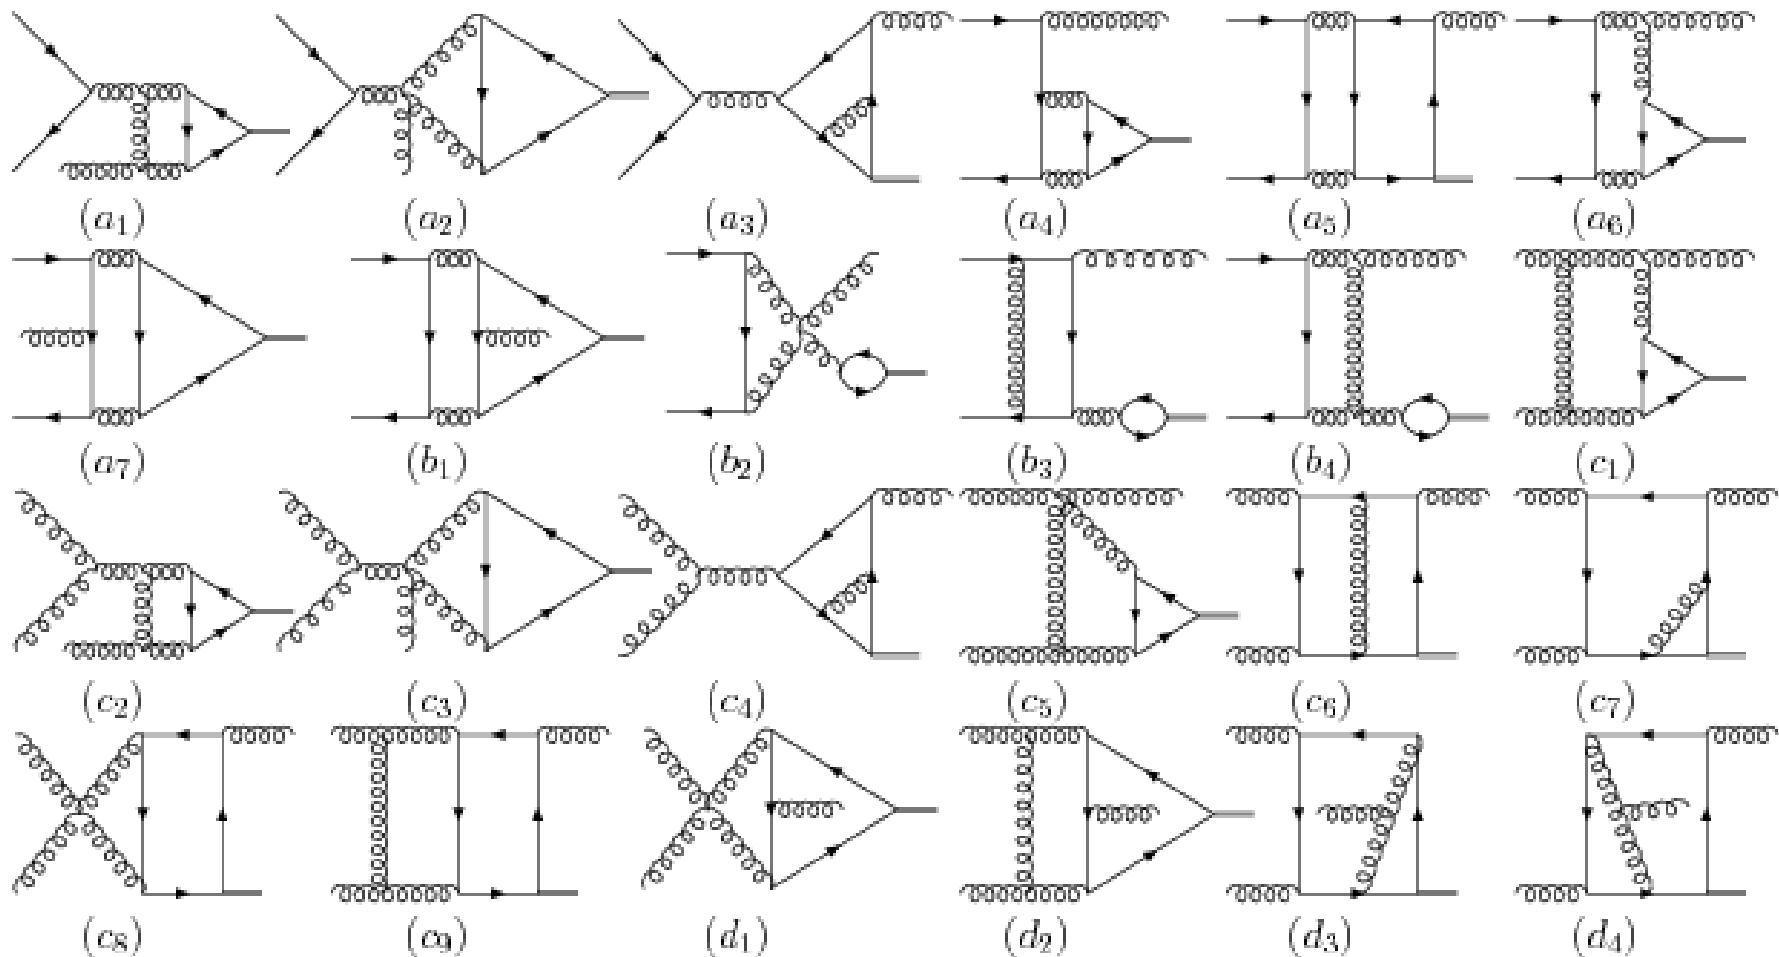 (a₁) (a₂) (a₃) (a₄) (a₅) (a₆)
(a₇) (b₁) (b₂) (b₃) (b₄) (c₁)
(c₂) (c₃) (c₄) (c₅) (c₆) (c₇)
(c₈) (c₉) (d₁) (d₂) (d₃) (d₄)